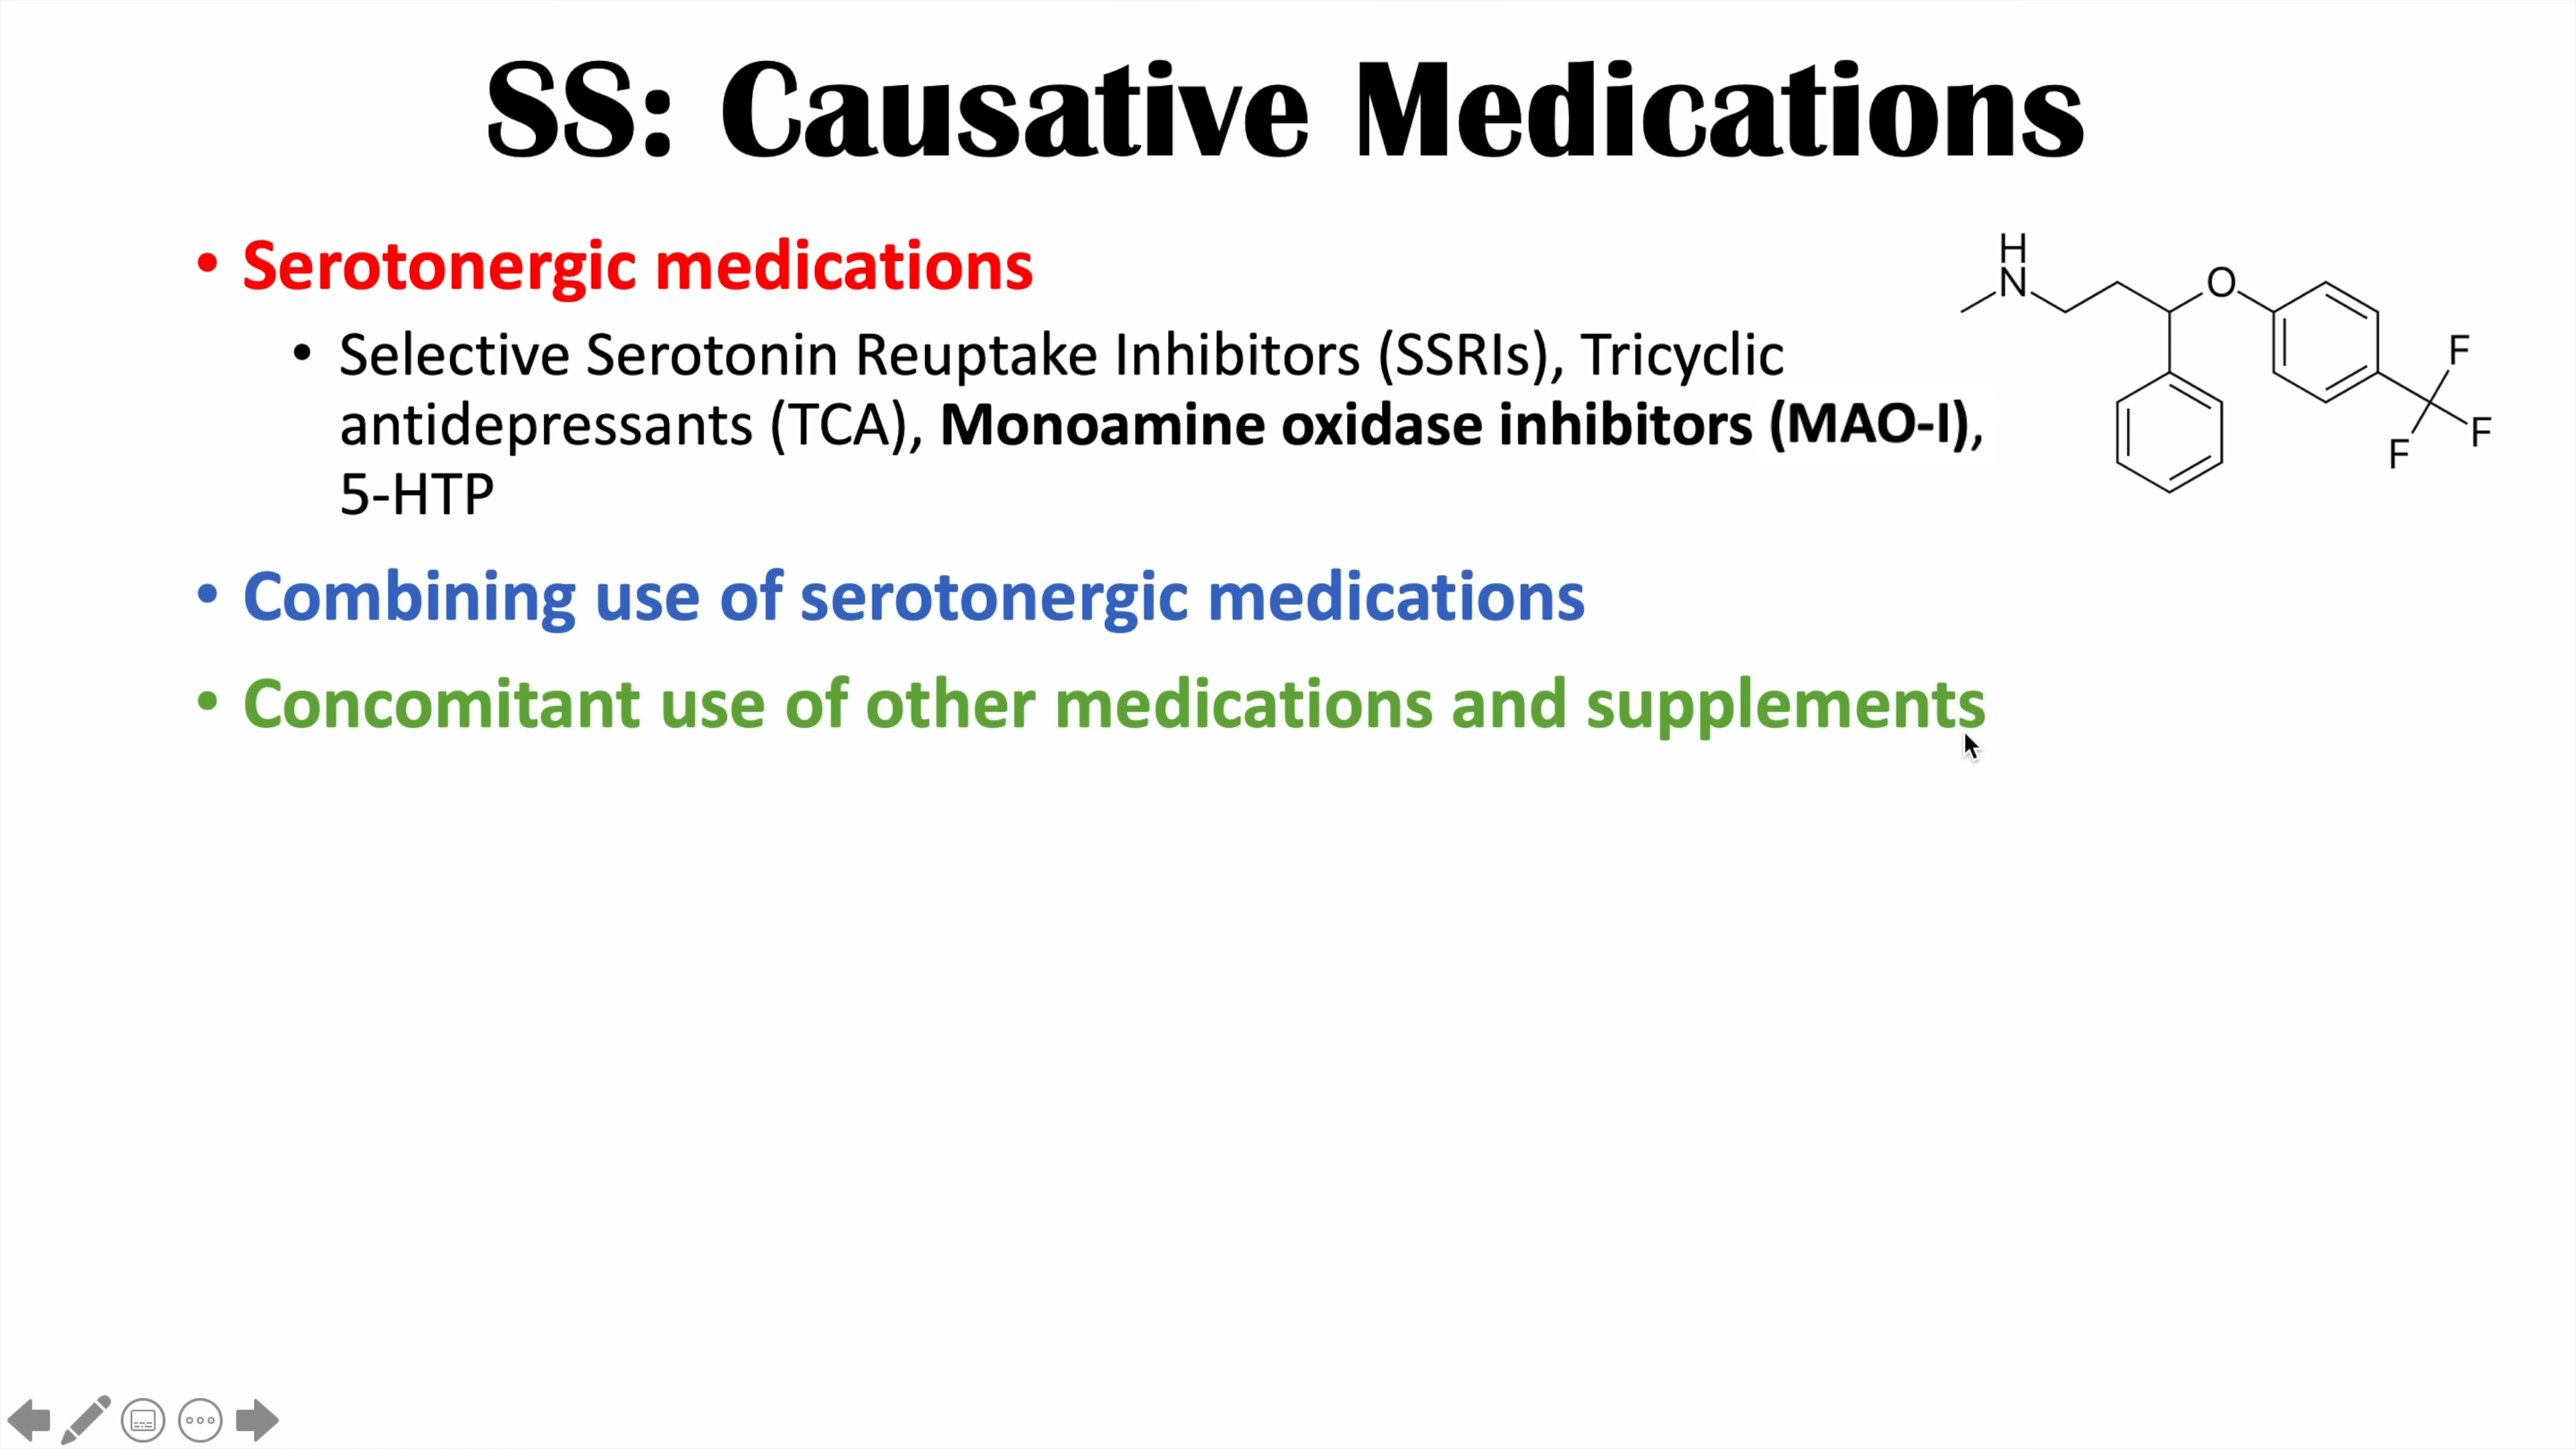 SS: Causative Medications
• Serotonergic medications
• Selective Serotonin Reuptake Inhibitors (SSRIs), Tricyclic
antidepressants (TCA), Monoamine oxidase inhibitors (MAO-I),
5-HTP
• Combining use of serotonergic medications
• Concomitant use of other medications and supplements
H
N
O
F
F
F